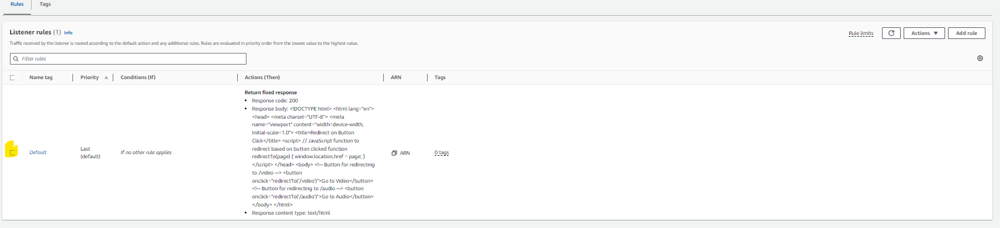 Rules
Tags
Listener rules (1) Info
Traffic received by the listener is routed according to the default action and any additional rules. Rules are evaluated in priority order from the lowest value to the highest value.
Rule limits
Actions
Add rule
Filter rules
Name tag
Priority
Conditions (If)
Actions (Then)
ARN
Tags
Default
Last
(default)
If no other rule applies
Return fixed response
• Response code: 200
• Response body: <!DOCTYPE html> <html lang="en">
<head> <meta charset="UTF-8"> <meta
name="viewport" content="width=device-width,
initial-scale=1.0"> <title>Redirect on Button
Click</title> <script> // JavaScript function to
redirect based on button clicked function
redirectTo(page) { window.location.href = page; }
</script> </head> <body> <!-- Button for redirecting
to /video --> <button
onclick="redirectTo('/video')">Go to Video</button>
<!-- Button for redirecting to /audio --> <button
onclick="redirectTo('/audio')">Go to Audio</button>
</body> </html>
• Response content type: text/html
ARN
0 tags